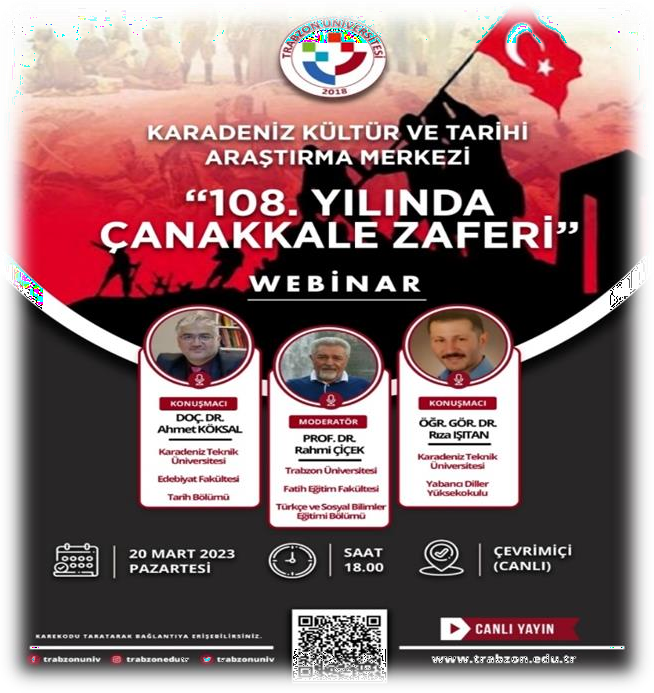 TRABZON ÜNİVERSİTESİ
2018
KARADENİZ KÜLTÜR VE TARİHİ
ARAŞTIRMA MERKEZİ
“108. YILINDA
ÇANAKKALE ZAFERİ”
WEBİNAR
KONUŞMACI
DOÇ. DR.
Ahmet KÖKSAL
Karadeniz Teknik
Üniversitesi
Edebiyat Fakültesi
Tarih Bölümü
MODERATÖR
PROF. DR.
Rahmi ÇİÇEK
Trabzon Üniversitesi
Fatih Eğitim Fakültesi
Türkçe ve Sosyal Bilimler
Eğitimi Bölümü
KONUŞMACI
ÖĞR. GÖR. DR.
Rıza IŞITAN
Karadeniz Teknik
Üniversitesi
Yabancı Diller
Yüksekokulu
20 MART 2023
PAZARTESİ
SAAT
18.00
ÇEVRİMİÇİ
(CANLI)
KAREKODU TARATARAK BAĞLANTIYA ERİŞEBİLİRSİNİZ.
CANLI YAYIN
trabzonuniv
trabzonedutr
trabzonuniv
www.trabzon.edu.tr